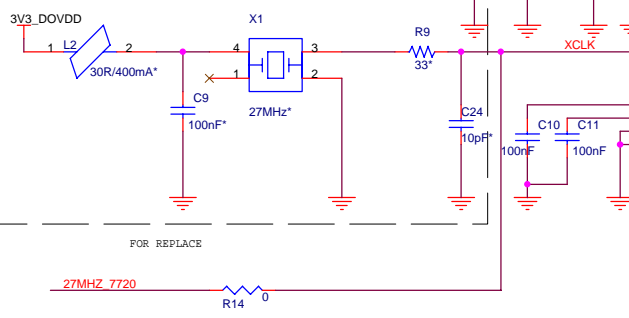 3V3_DOVDD
X1
R9
1 L2 2
4
3
33*
XCLK
30R/400mA*
1
2
C9
C24
100nF*
27MHz*
10pF*
C10
C11
100nF
100nF
FOR REPLACE
27MHZ_7720
R14
0